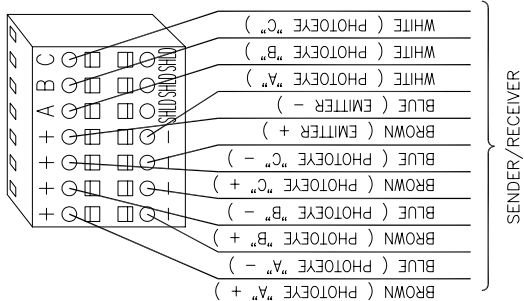 WHITE ( PHOTOEYE "C" )
WHITE ( PHOTOEYE "B" )
WHITE ( PHOTOEYE "A" )
BLUE ( EMITTER - )
BROWN ( EMITTER + )
BLUE ( PHOTOEYE "C" - )
BROWN ( PHOTOEYE "C" + )
BLUE ( PHOTOEYE "B" - )
BROWN ( PHOTOEYE "B" + )
BLUE ( PHOTOEYE "A" - )
BROWN ( PHOTOEYE "A" + )
C SHLD
B SHLD
A SHLD
+ -
+ -
+ -
+ -
SENDER/RECEIVER